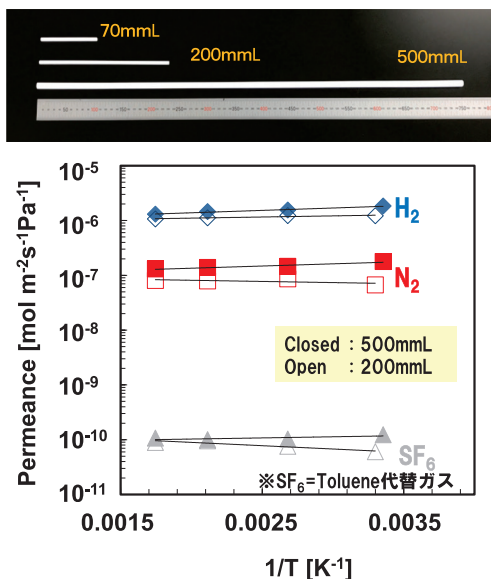 70mmL
200mmL
500mmL
Permeance [mol m⁻²s⁻¹Pa⁻¹]
10⁻⁵
10⁻⁶
10⁻⁷
10⁻⁸
10⁻⁹
10⁻¹⁰
10⁻¹¹
H₂
N₂
Closed : 500mmL
Open : 200mmL
SF₆
※SF₆=Toluene代替ガス
0.0015 0.0025 0.0035
1/T [K⁻¹]